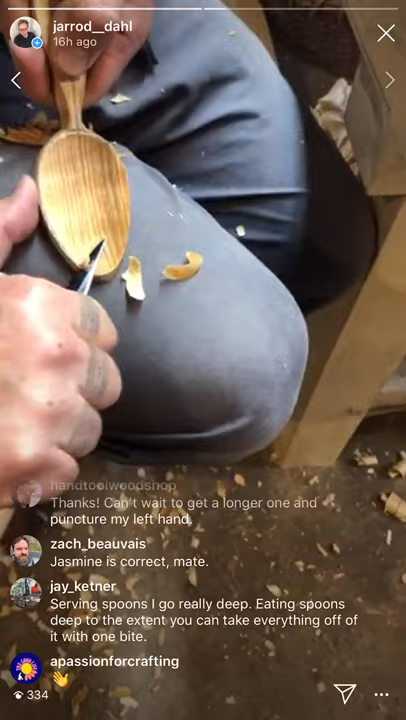 jarrod__dahl
16h ago
handtoolwoodshop
Thanks! Can't wait to get a longer one and
puncture my left hand.
zach_beauvais
Jasmine is correct, mate.
jay_ketner
Serving spoons I go really deep. Eating spoons
deep to the extent you can take everything off of
it with one bite.
apassionforcrafting
👋
334